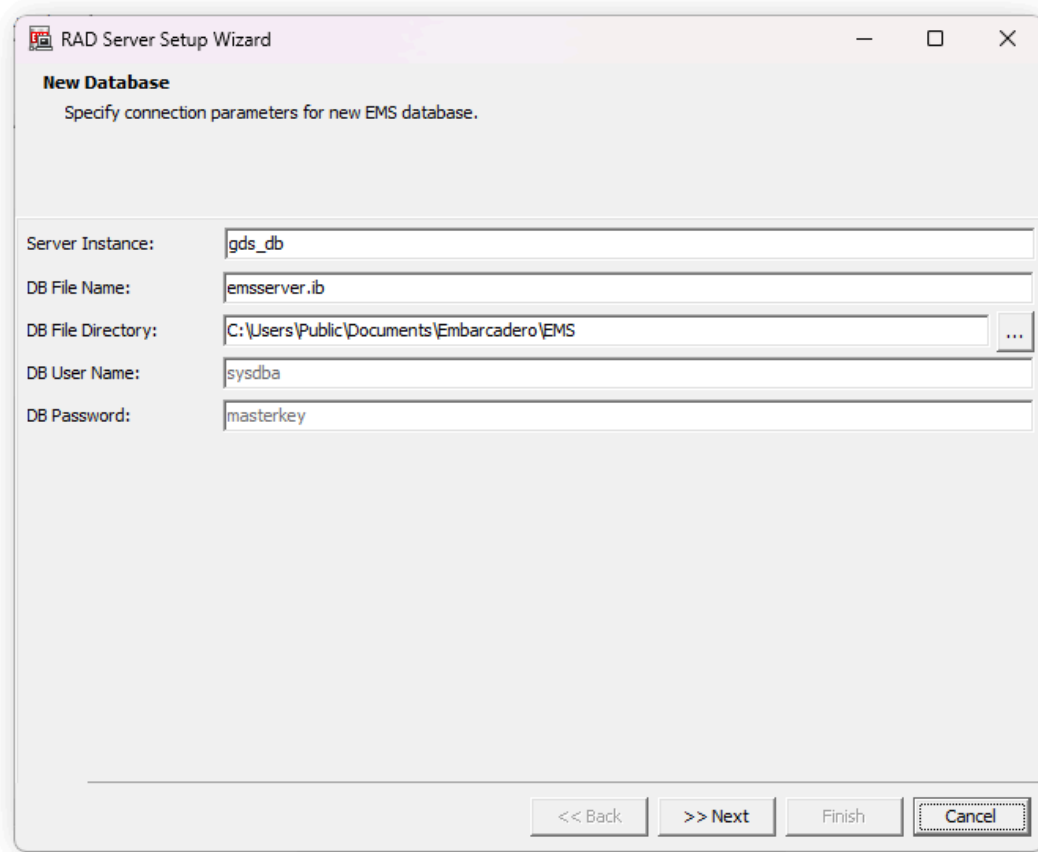 RAD Server Setup Wizard
New Database
Specify connection parameters for new EMS database.
Server Instance: gds_db
DB File Name: emsserver.ib
DB File Directory: C:\Users\Public\Documents\Embarcadero\EMS ...
DB User Name: sysdba
DB Password: masterkey
<< Back >> Next Finish Cancel